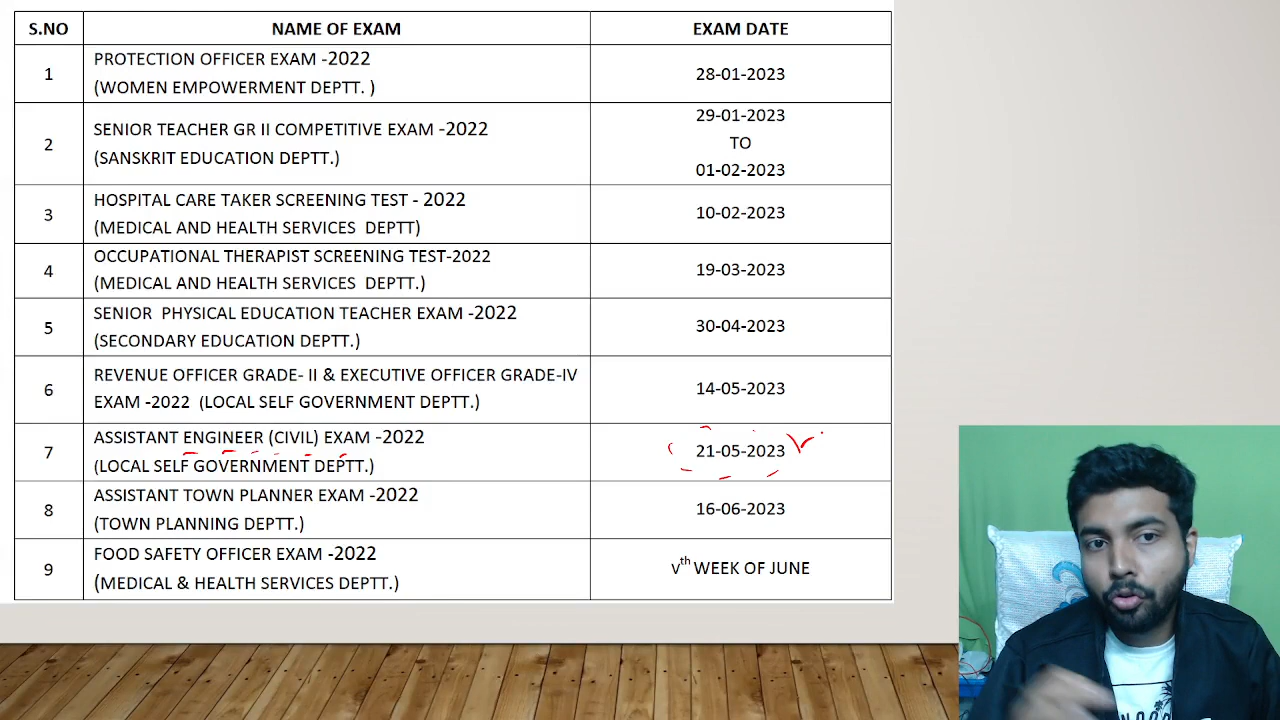 S.NO NAME OF EXAM EXAM DATE
1 PROTECTION OFFICER EXAM -2022
(WOMEN EMPOWERMENT DEPTT. ) 28-01-2023
2 SENIOR TEACHER GR II COMPETITIVE EXAM -2022
(SANSKRIT EDUCATION DEPTT.)
29-01-2023
TO
01-02-2023
3 HOSPITAL CARE TAKER SCREENING TEST - 2022
(MEDICAL AND HEALTH SERVICES DEPTT) 10-02-2023
4 OCCUPATIONAL THERAPIST SCREENING TEST-2022
(MEDICAL AND HEALTH SERVICES DEPTT.) 19-03-2023
5 SENIOR PHYSICAL EDUCATION TEACHER EXAM -2022
(SECONDARY EDUCATION DEPTT.) 30-04-2023
6 REVENUE OFFICER GRADE- II & EXECUTIVE OFFICER GRADE-IV
EXAM -2022 (LOCAL SELF GOVERNMENT DEPTT.) 14-05-2023
7 ASSISTANT ENGINEER (CIVIL) EXAM -2022
(LOCAL SELF GOVERNMENT DEPTT.) 21-05-2023
8 ASSISTANT TOWN PLANNER EXAM -2022
(TOWN PLANNING DEPTT.) 16-06-2023
9 FOOD SAFETY OFFICER EXAM -2022
(MEDICAL & HEALTH SERVICES DEPTT.) Vth WEEK OF JUNE